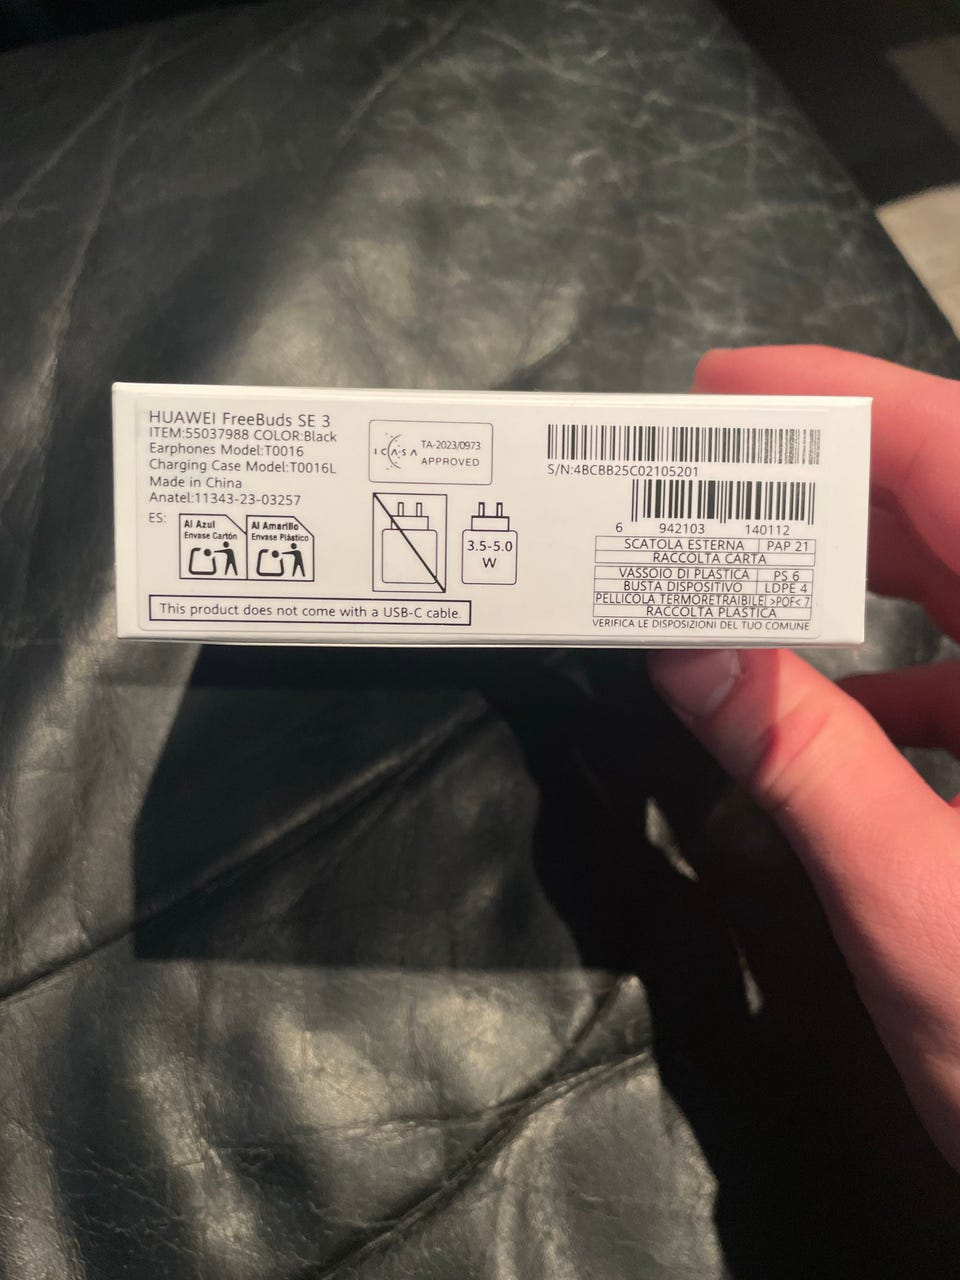 HUAWEI FreeBuds SE 3
ITEM:55037988 COLOR:Black
Earphones Model:T0016
Charging Case Model:T0016L
Made in China
Anatel:11343-23-03257
ES:
Al Azul
Envase Cartón
Al Amarillo
Envase Plástico
This product does not come with a USB-C cable.
ICASA
TA-2023/0973
APPROVED
3.5-5.0
W
S/N:4BCBB25C02105201
6 942103 140112
SCATOLA ESTERNA PAP 21
RACCOLTA CARTA
VASSOIO DI PLASTICA PS 6
BUSTA DISPOSITIVO LDPE 4
PELLICOLA TERMORETRAIBILE >POF< 7
RACCOLTA PLASTICA
VERIFICA LE DISPOSIZIONI DEL TUO COMUNE